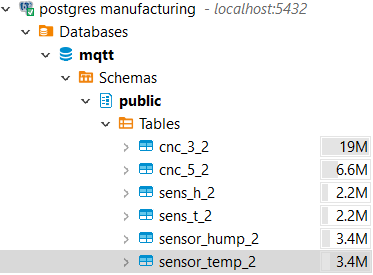 postgres manufacturing - localhost:5432
Databases
mqtt
Schemas
public
Tables
cnc_3_2 19M
cnc_5_2 6.6M
sens_h_2 2.2M
sens_t_2 2.2M
sensor_hump_2 3.4M
sensor_temp_2 3.4M